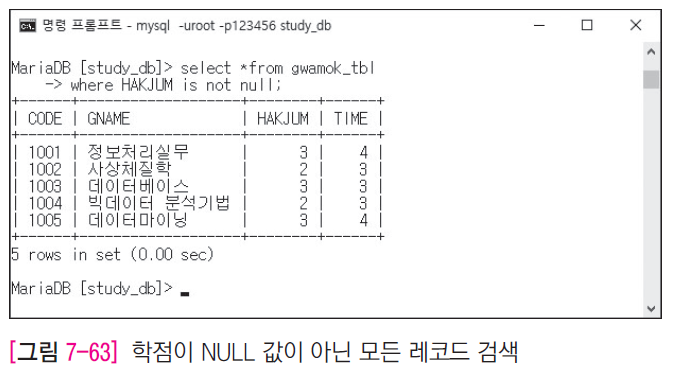 명령 프롬프트 - mysql -uroot -p123456 study_db
MariaDB [study_db]> select *from gwamok_tbl
-> where HAKJUM is not null;
+------+-----------------+--------+------+
| CODE | GNAME | HAKJUM | TIME |
+------+-----------------+--------+------+
| 1001 | 정보처리실무 | 3 | 4 |
| 1002 | 사상체질학 | 2 | 3 |
| 1003 | 데이터베이스 | 3 | 3 |
| 1004 | 빅데이터 분석기법 | 2 | 3 |
| 1005 | 데이터마이닝 | 3 | 4 |
+------+-----------------+--------+------+
5 rows in set (0.00 sec)
MariaDB [study_db]> _
[그림 7-63] 학점이 NULL 값이 아닌 모든 레코드 검색